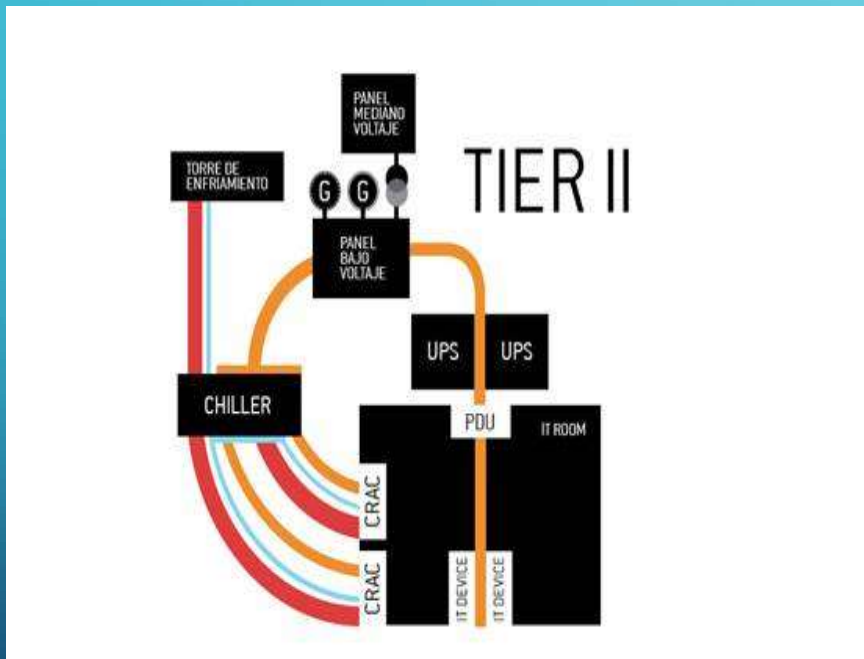 PANEL
MEDIANO
VOLTAJE
TIER II
TORRE DE
ENFRIAMIENTO
G
G
PANEL
BAJO
VOLTAJE
UPS
UPS
CHILLER
PDU
IT ROOM
CRAC
CRAC
IT DEVICE
IT DEVICE